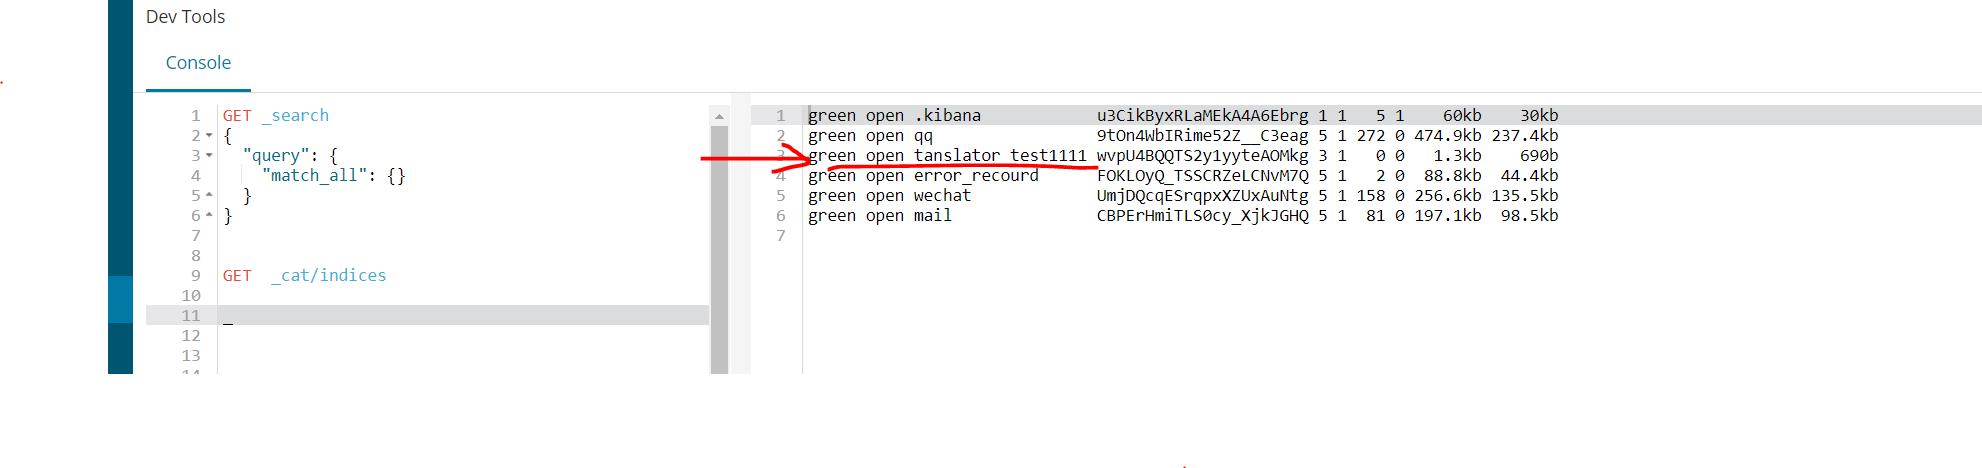 Dev Tools
Console
1 GET _search
2 {
3 "query": {
4 "match_all": {}
5 }
6 }
7
8
9 GET _cat/indices
10
11 _
12
13
14
1 green open .kibana u3CikByxRLaMEkA4A6Ebrg 1 1 5 1 60kb 30kb
2 green open qq 9tOn4WbIRime52Z__C3eag 5 1 272 0 474.9kb 237.4kb
3 green open tanslator_test1111 wvpU4BQQTS2y1yyteAOMkg 3 1 0 0 1.3kb 690b
4 green open error_recourd FOKLOyQ_TSSCRZeLCNvM7Q 5 1 2 0 88.8kb 44.4kb
5 green open wechat UmjDQcqESrqpxXZUxAuNtg 5 1 158 0 256.6kb 135.5kb
6 green open mail CBPErHmiTLS0cy_XjkJGHQ 5 1 81 0 197.1kb 98.5kb
7